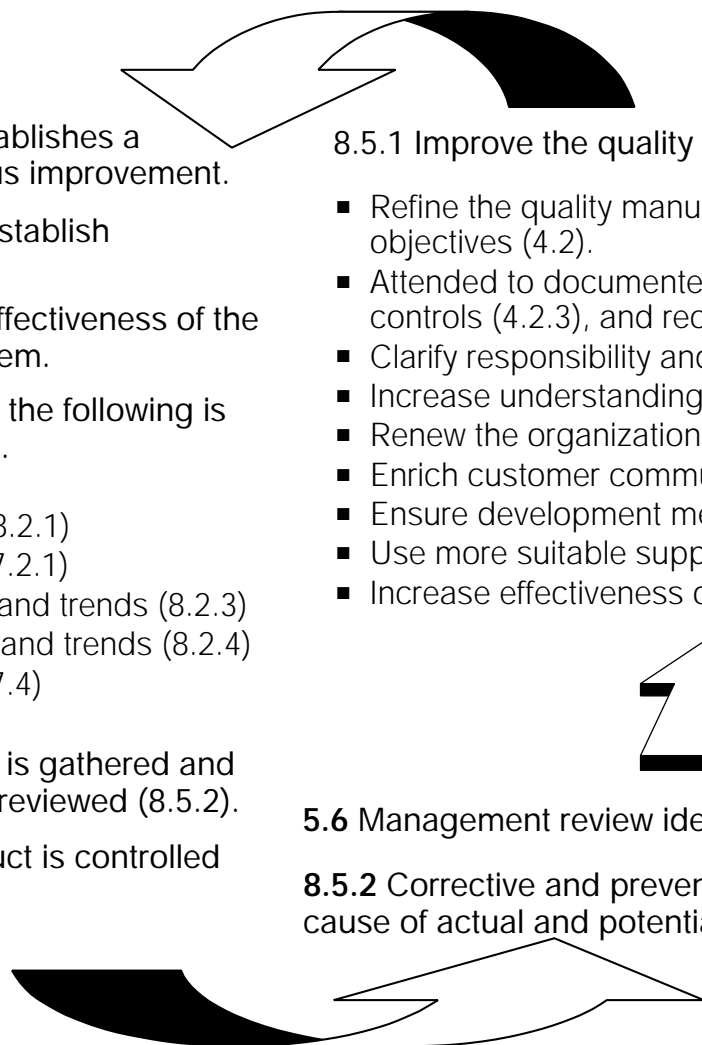 ablishes a
us improvement.
stablish
ffectiveness of the
em.
the following is
.
8.2.1)
7.2.1)
and trends (8.2.3)
and trends (8.2.4)
7.4)
is gathered and
reviewed (8.5.2).
uct is controlled
8.5.1 Improve the quality
■ Refine the quality manu
objectives (4.2).
■ Attended to documente
controls (4.2.3), and rec
■ Clarify responsibility and
■ Increase understanding
■ Renew the organization
■ Enrich customer commu
■ Ensure development me
■ Use more suitable supp
■ Increase effectiveness o
5.6 Management review ide
8.5.2 Corrective and preven
cause of actual and potentia